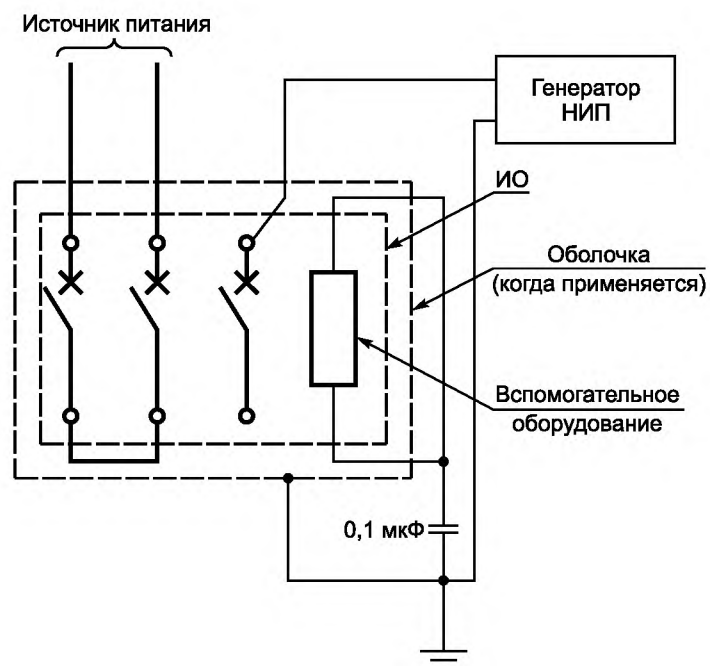 Источник питания
Генератор
НИП
ИО
Оболочка
(когда применяется)
Вспомогательное
оборудование
0,1 мкФ